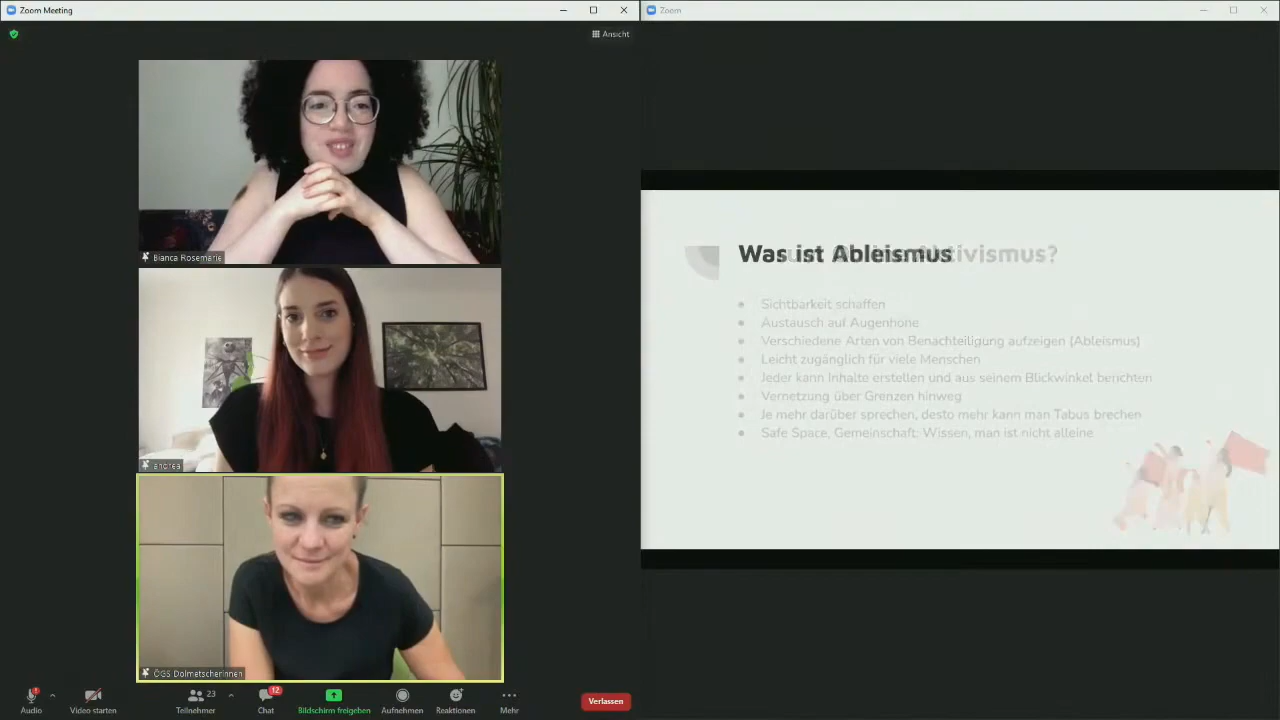 Zoom Meeting
Ansicht
Bianca Rosemarie
andrea
ÖGS DolmetscherInnen
Audio
Video starten
23
Teilnehmer
12
Chat
Bildschirm freigeben
Aufnehmen
Reaktionen
Mehr
Verlassen
Zoom
Was ist Ableismus
Sichtbarkeit schaffen
Austausch auf Augenhöhe
Verschiedene Arten von Benachteiligung aufzeigen (Ableismus)
Leicht zugänglich für viele Menschen
Jeder kann Inhalte erstellen und aus seinem Blickwinkel berichten
Vernetzung über Grenzen hinweg
Je mehr darüber sprechen, desto mehr kann man Tabus brechen
Safe Space, Gemeinschaft: Wissen, man ist nicht alleine